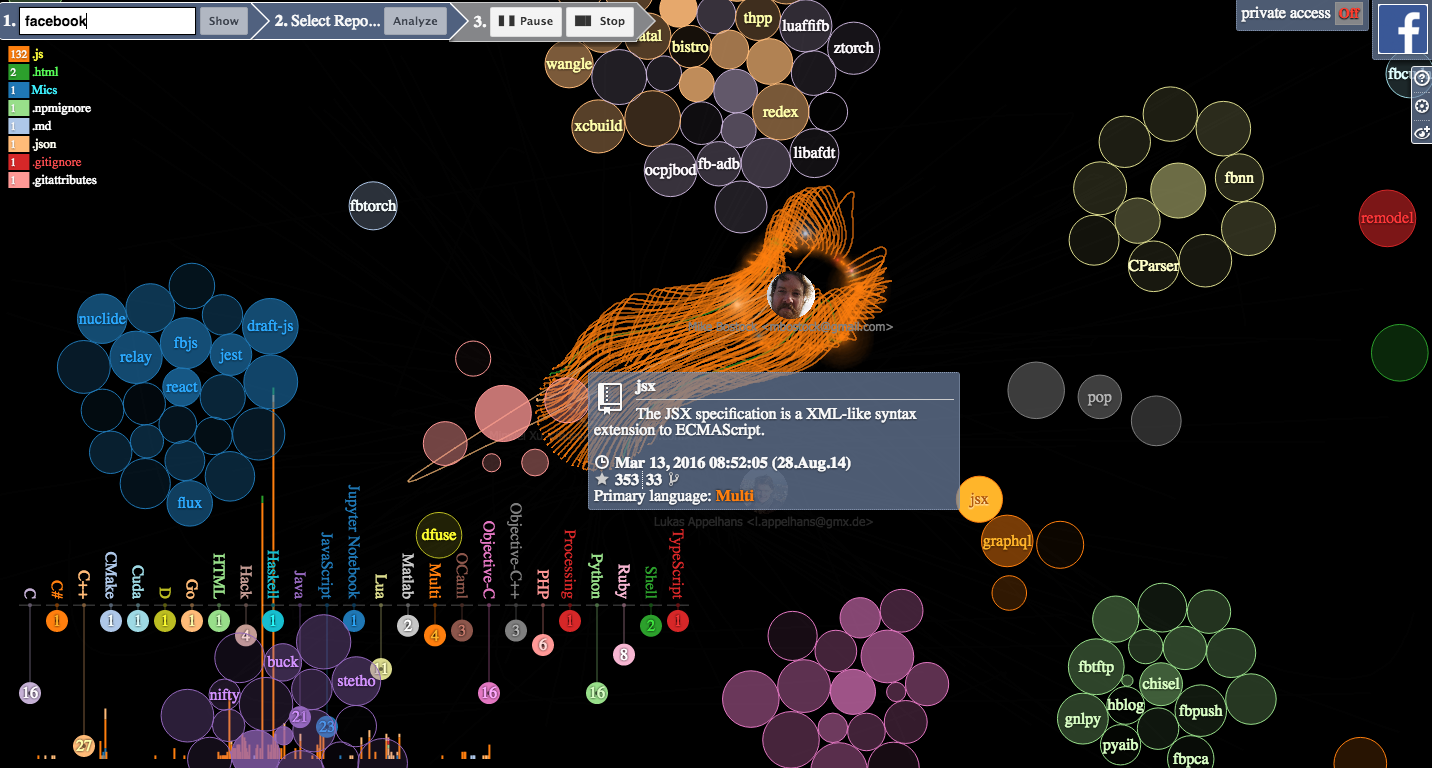 1. facebook Show 2. Select Repo... Analyze 3. Pause Stop
private access Off
132 .js
2 .html
1 Mics
1 .npmignore
1 .md
1 .json
1 .gitignore
1 .gitattributes
thpp
luaffifb
bistro
ztorch
wangle
redex
xcbuild
libafdt
fb-adb
ocpjbod
fbtorch
fbnn
CParser
remodel
nuclide
draft-js
fbjs
relay
jest
react
flux
pop
jsx
The JSX specification is a XML-like syntax
extension to ECMAScript.
Mar 13, 2016 08:52:05 (28.Aug.14)
353 33
Primary language: Multi
Lukas Appelhans <l.appelhans@gmx.de>
jsx
graphql
dfuse
C
C#
C++
CMake
Cuda
D
Go
HTML
Hack
Haskell
Java
JavaScript
Jupyter Notebook
Lua
Matlab
Multi
OCaml
Objective-C
Objective-C++
PHP
Processing
Python
Ruby
Shell
TypeScript
16 1 27 1 1 1 1 1 4 1 21 23 1 11 2 4 3 16 3 6 1 16 8 2 1
buck
stetho
nifty
fbtftp
chisel
hblog
fbpush
gnlpy
pyaib
fbpca